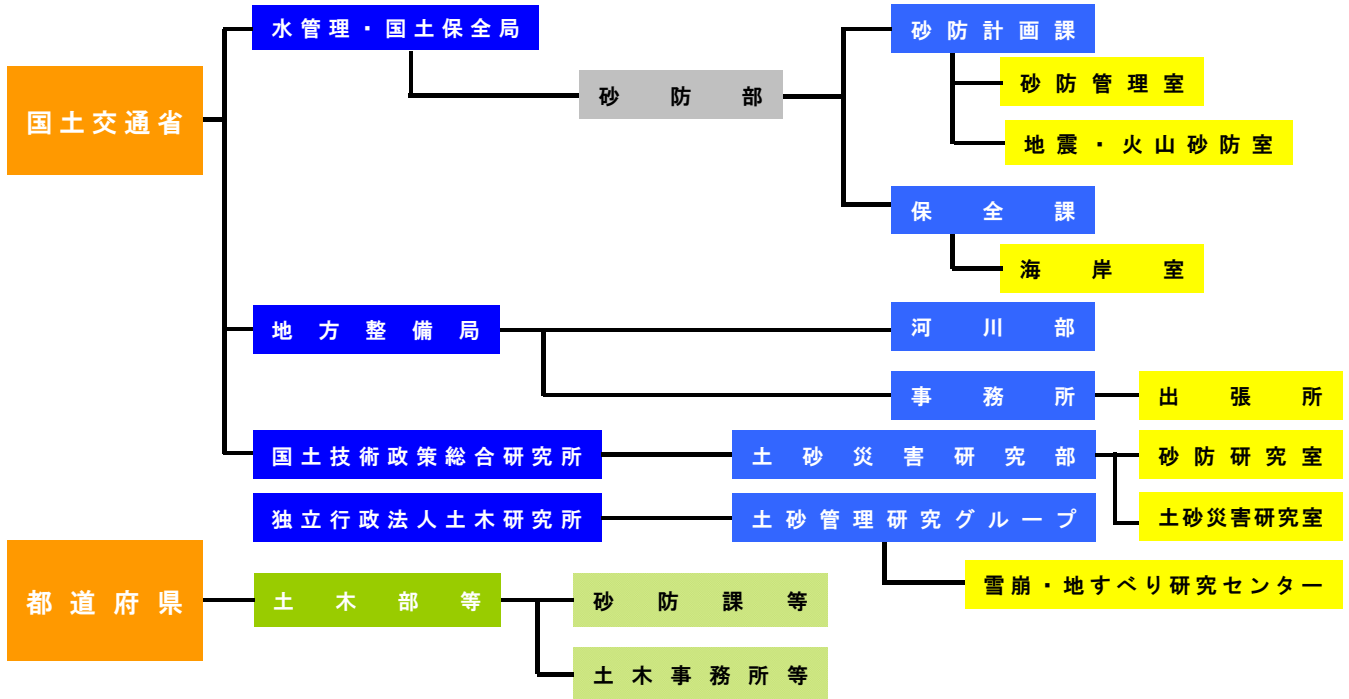 国土交通省
水管理・国土保全局
砂防部
砂防計画課
砂防管理室
地震・火山砂防室
保全課
海岸室
地方整備局
河川部
事務所
出張所
国土技術政策総合研究所
土砂災害研究部
砂防研究室
土砂災害研究室
独立行政法人土木研究所
土砂管理研究グループ
雪崩・地すべり研究センター
都道府県
土木部等
砂防課等
土木事務所等